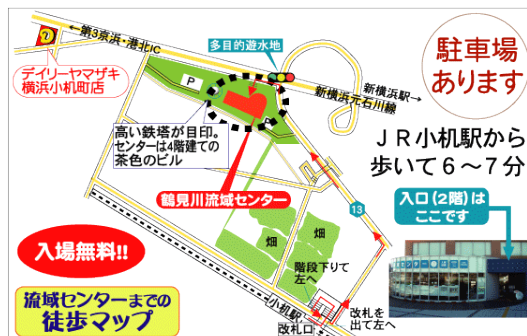 ←第3京浜・港北IC
多目的遊水地
駐車場
あります
デイリーヤマザキ
横浜小机町店
P
新横浜駅→
新横浜元石川線
P
高い鉄塔が目印。
センターは4階建ての
茶色のビル
JR小机駅から
歩いて6〜7分
鶴見川流域センター
13
入口(2階)は
ここです
入場無料!!
畑
畑
階段下りて
左へ
流域センターまでの
徒歩マップ
小机駅
改札口
改札を
出て左へ